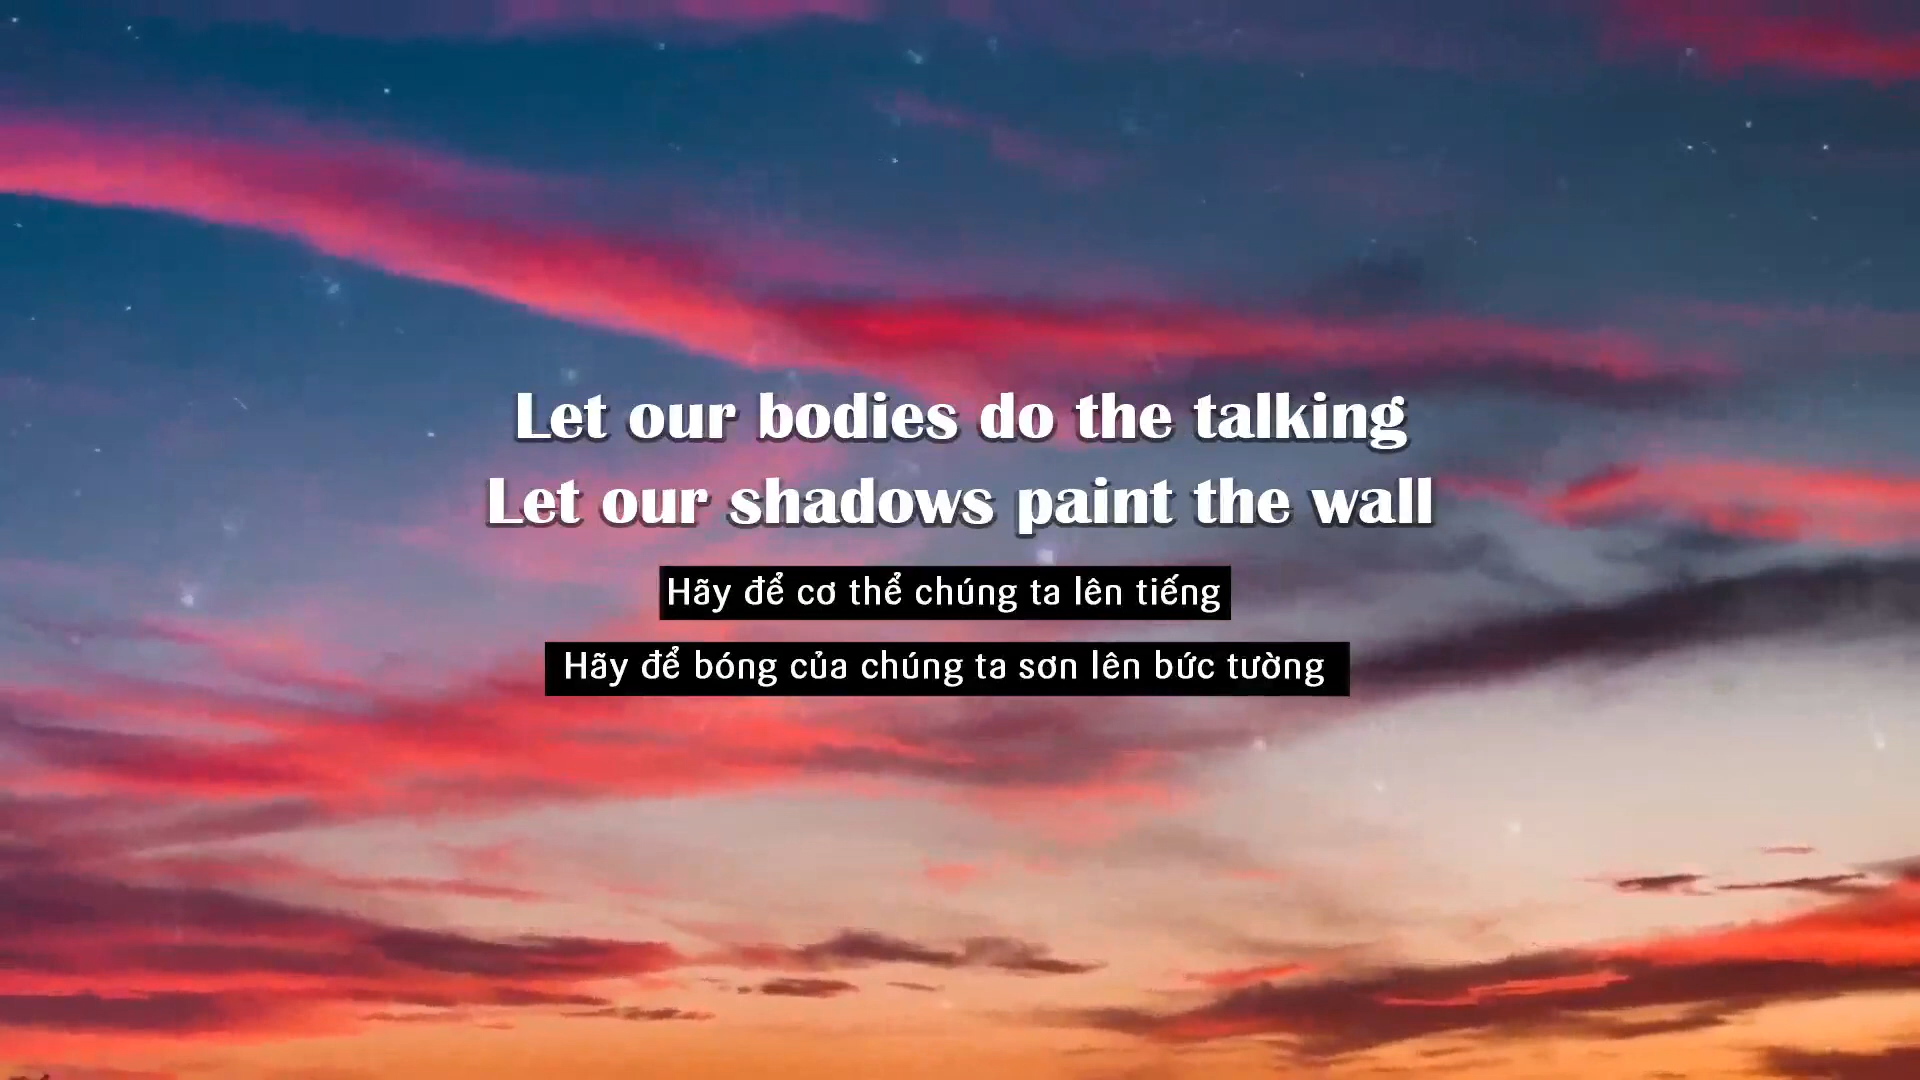 Let our bodies do the talking
Let our shadows paint the wall
Hãy để cơ thể chúng ta lên tiếng
Hãy để bóng của chúng ta sơn lên bức tường